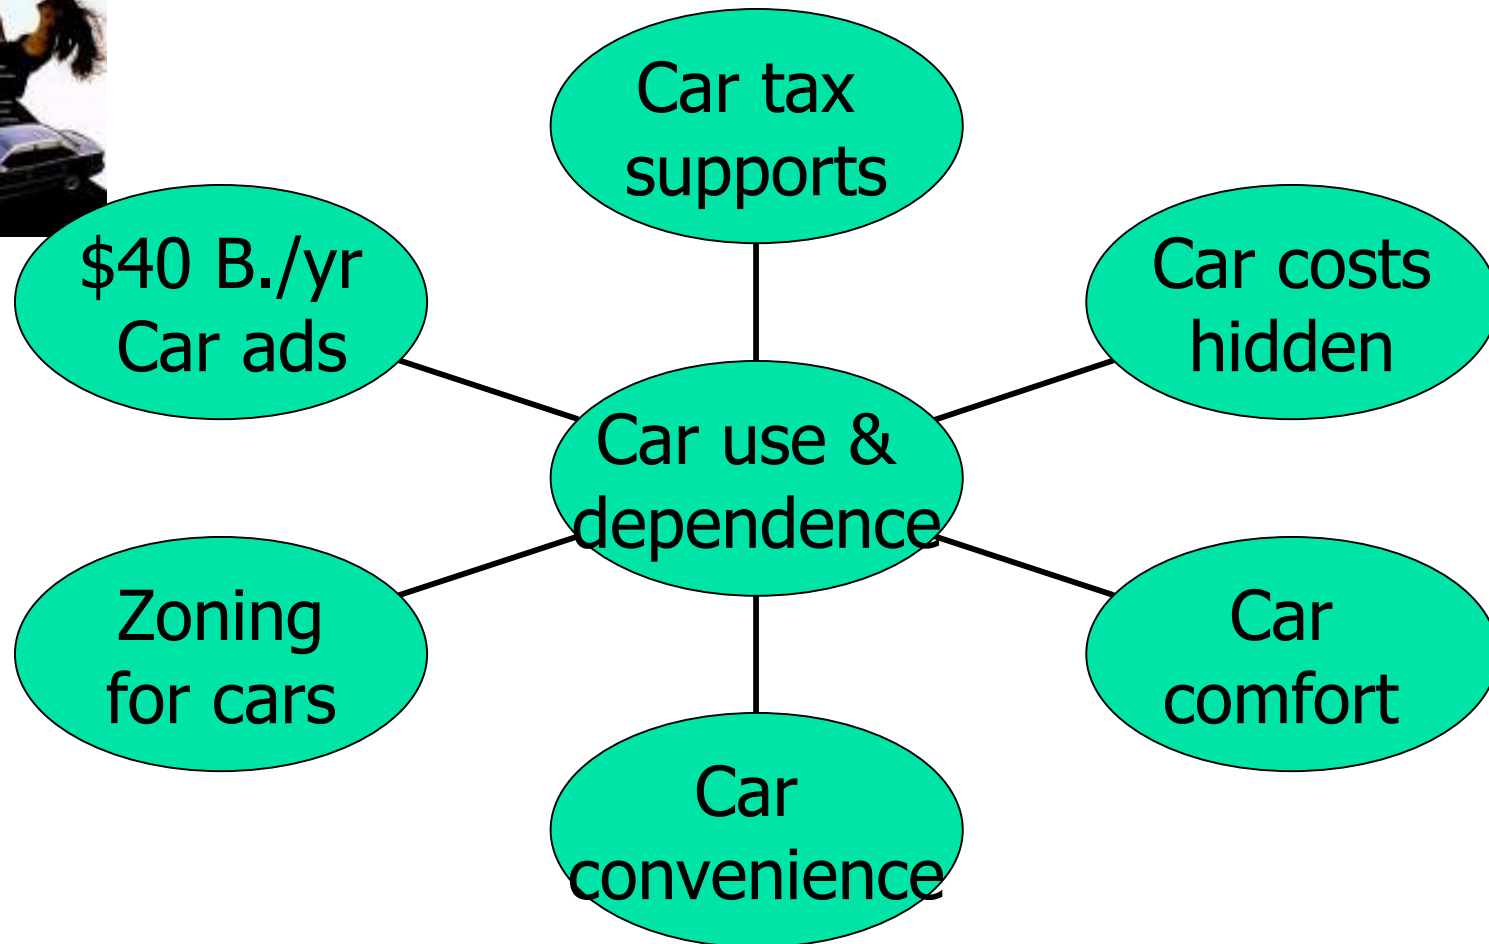 Car tax
supports
$40 B./yr
Car ads
Car costs
hidden
Car use &
dependence
Zoning
for cars
Car
comfort
Car
convenience